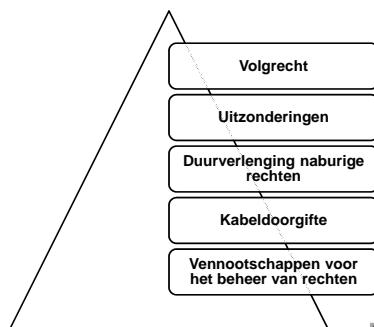 Volgrecht
Uitzonderingen
Duurverlenging naburige
rechten
Kabeldoorgifte
Vennootschappen voor
het beheer van rechten